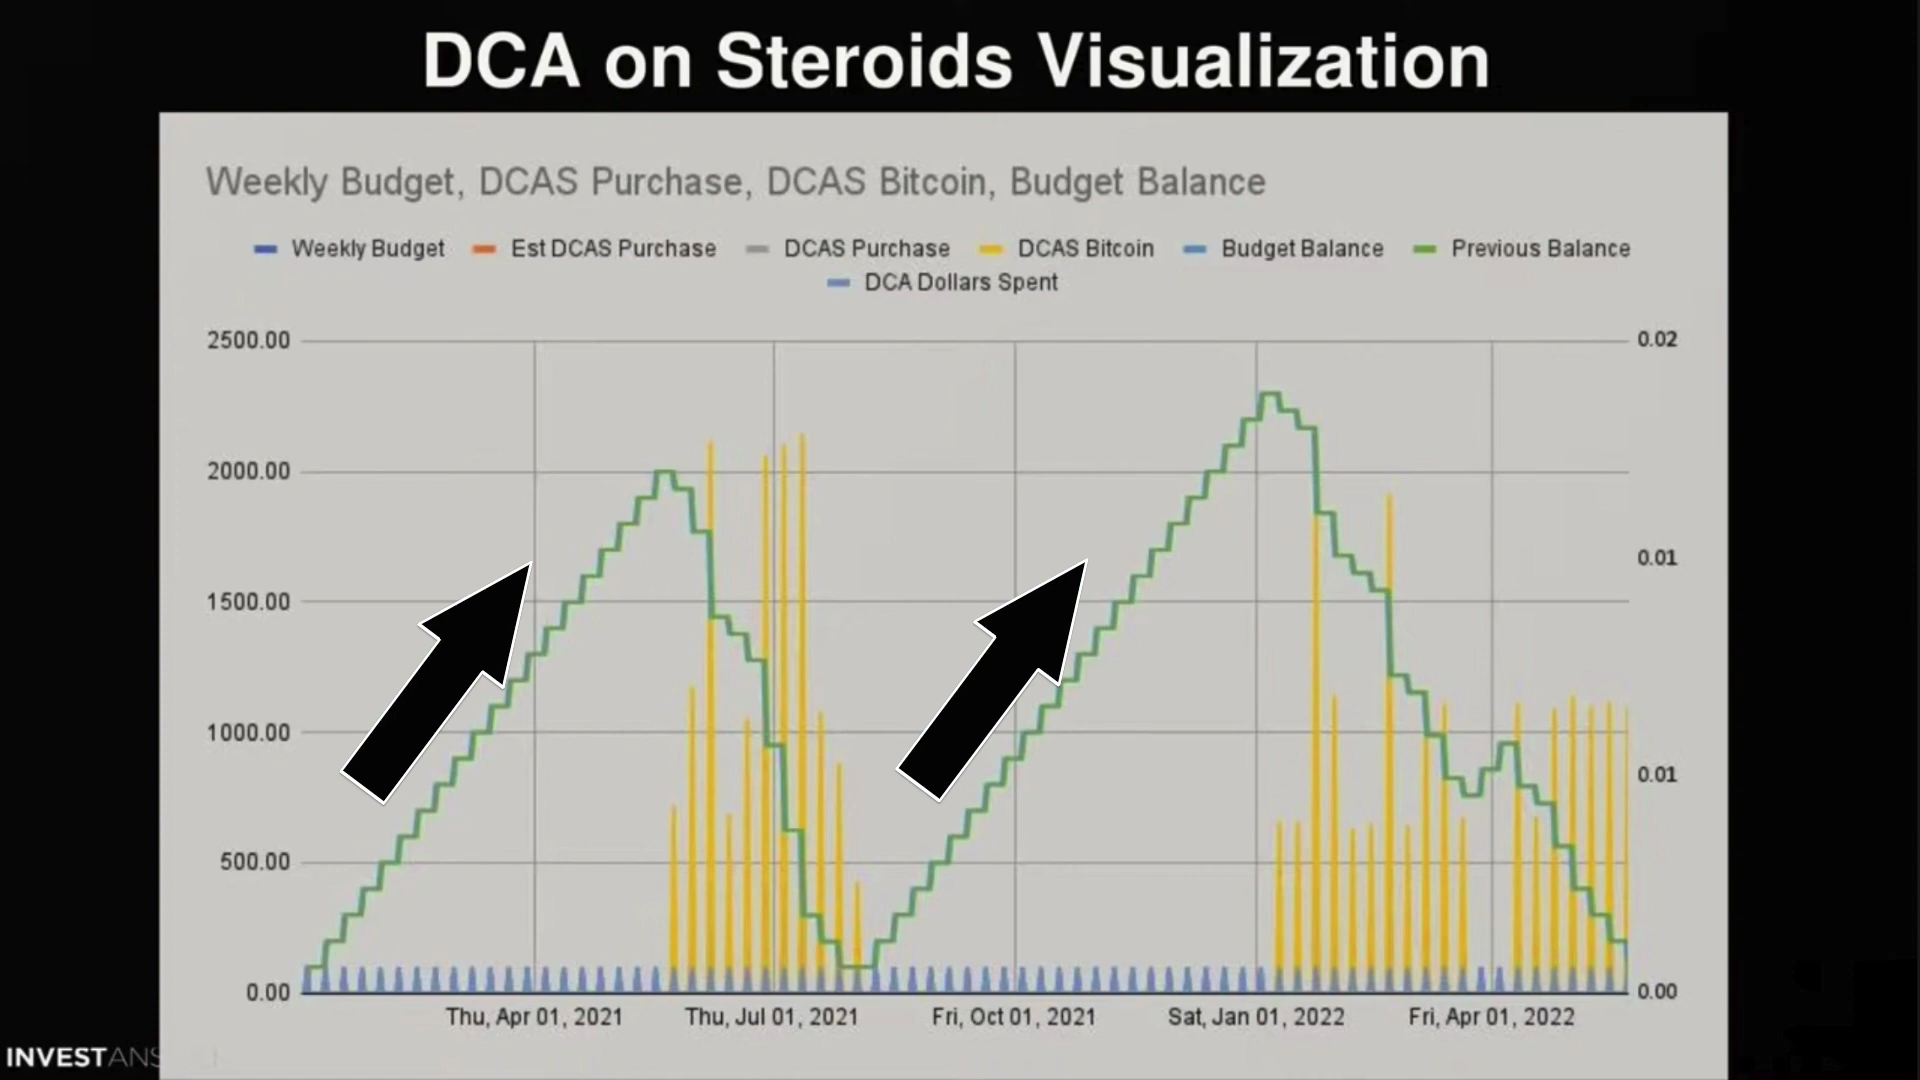 DCA on Steroids Visualization
Weekly Budget, DCAS Purchase, DCAS Bitcoin, Budget Balance
Weekly Budget Est DCAS Purchase DCAS Purchase DCAS Bitcoin Budget Balance Previous Balance
DCA Dollars Spent
2500.00 0.02
2000.00
0.01
1500.00
1000.00
0.01
500.00
0.00 0.00
Thu, Apr 01, 2021 Thu, Jul 01, 2021 Fri, Oct 01, 2021 Sat, Jan 01, 2022 Fri, Apr 01, 2022
INVESTANS